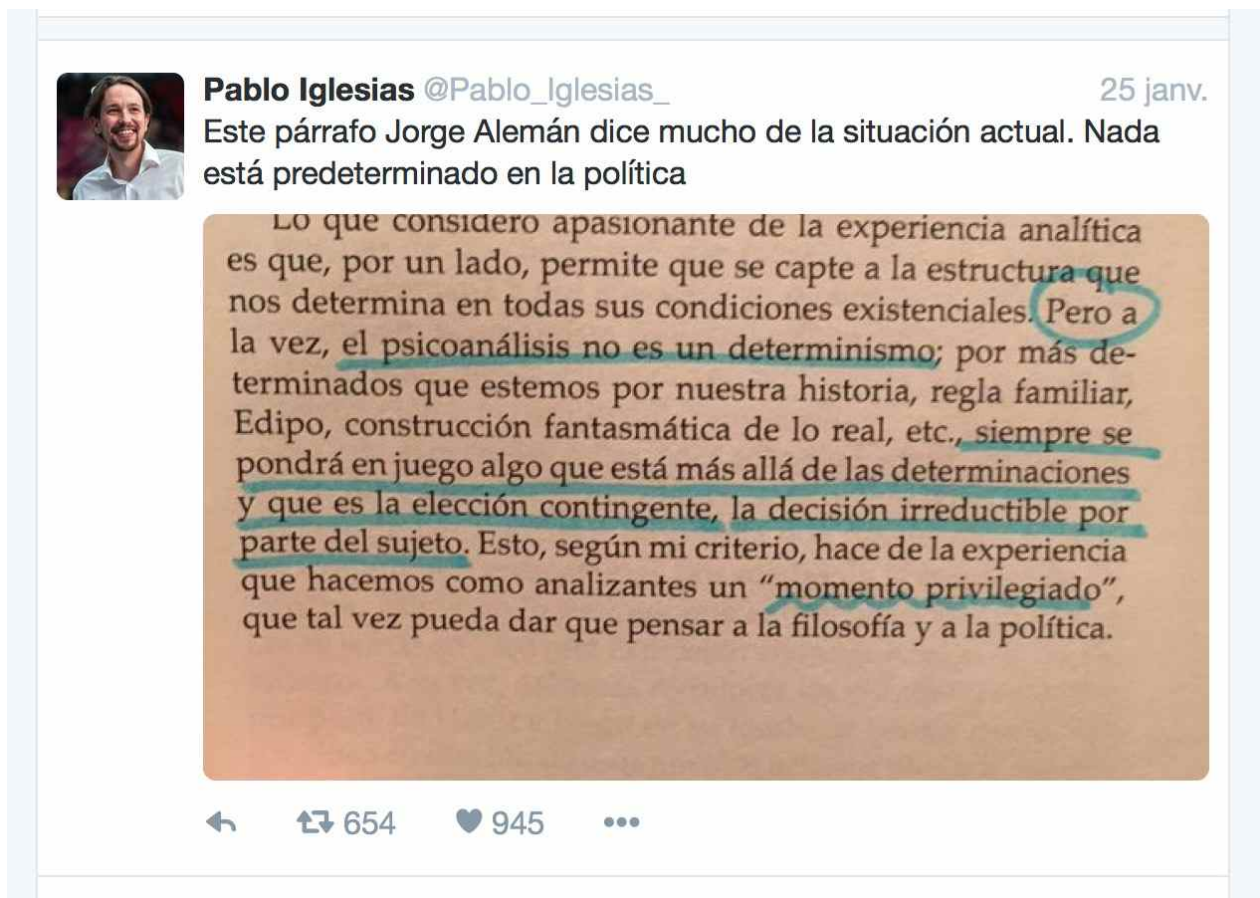 Pablo Iglesias @Pablo_Iglesias_ 25 janv.
Este párrafo Jorge Alemán dice mucho de la situación actual. Nada
está predeterminado en la política
Lo que considero apasionante de la experiencia analítica
es que, por un lado, permite que se capte a la estructura que
nos determina en todas sus condiciones existenciales. Pero a
la vez, el psicoanálisis no es un determinismo; por más de-
terminados que estemos por nuestra historia, regla familiar,
Edipo, construcción fantasmática de lo real, etc., siempre se
pondrá en juego algo que está más allá de las determinaciones
y que es la elección contingente, la decisión irreductible por
parte del sujeto. Esto, según mi criterio, hace de la experiencia
que hacemos como analizantes un “momento privilegiado”,
que tal vez pueda dar que pensar a la filosofía y a la política.
654 945